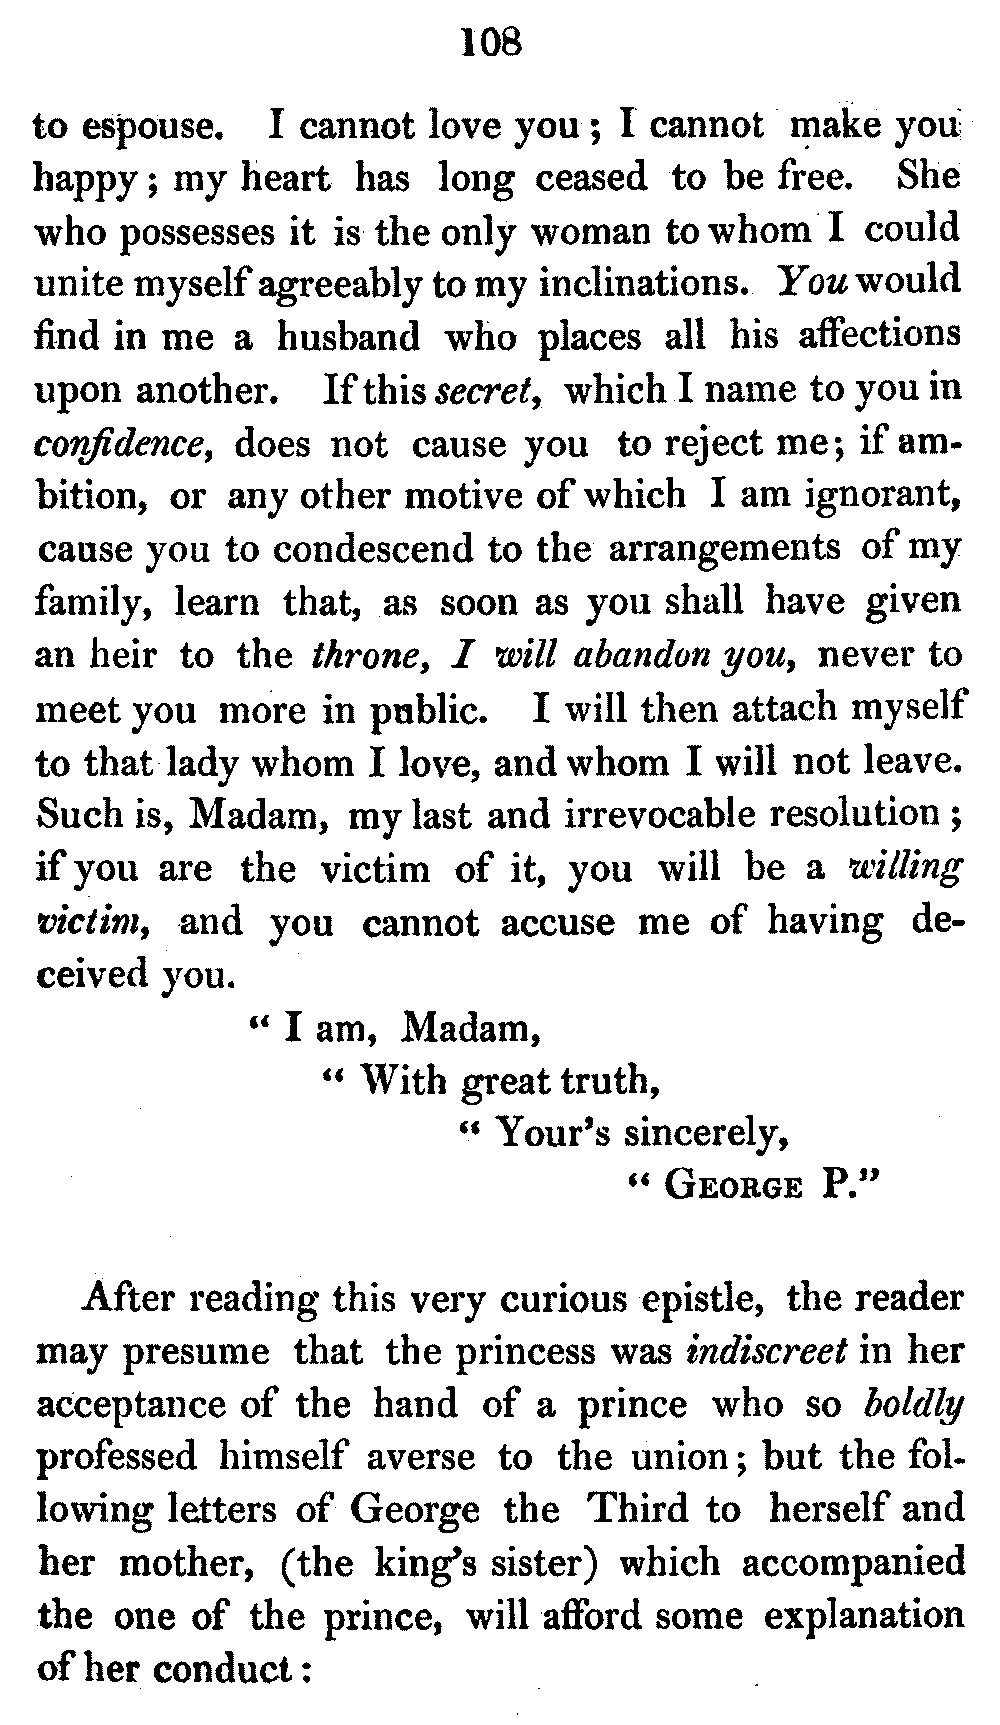 108
to espouse. I cannot love you; I cannot make you
happy; my heart has long ceased to be free. She
who possesses it is the only woman to whom I could
unite myself agreeably to my inclinations. You would
find in me a husband who places all his affections
upon another. If this secret, which I name to you in
confidence, does not cause you to reject me; if am-
bition, or any other motive of which I am ignorant,
cause you to condescend to the arrangements of my
family, learn that, as soon as you shall have given
an heir to the throne, I will abandon you, never to
meet you more in public. I will then attach myself
to that lady whom I love, and whom I will not leave.
Such is, Madam, my last and irrevocable resolution;
if you are the victim of it, you will be a willing
victim, and you cannot accuse me of having de-
ceived you.
“ I am, Madam,
“ With great truth,
“ Your's sincerely,
“ GEORGE P.”
After reading this very curious epistle, the reader
may presume that the princess was indiscreet in her
acceptance of the hand of a prince who so boldly
professed himself averse to the union; but the fol-
lowing letters of George the Third to herself and
her mother, (the king's sister) which accompanied
the one of the prince, will afford some explanation
of her conduct: